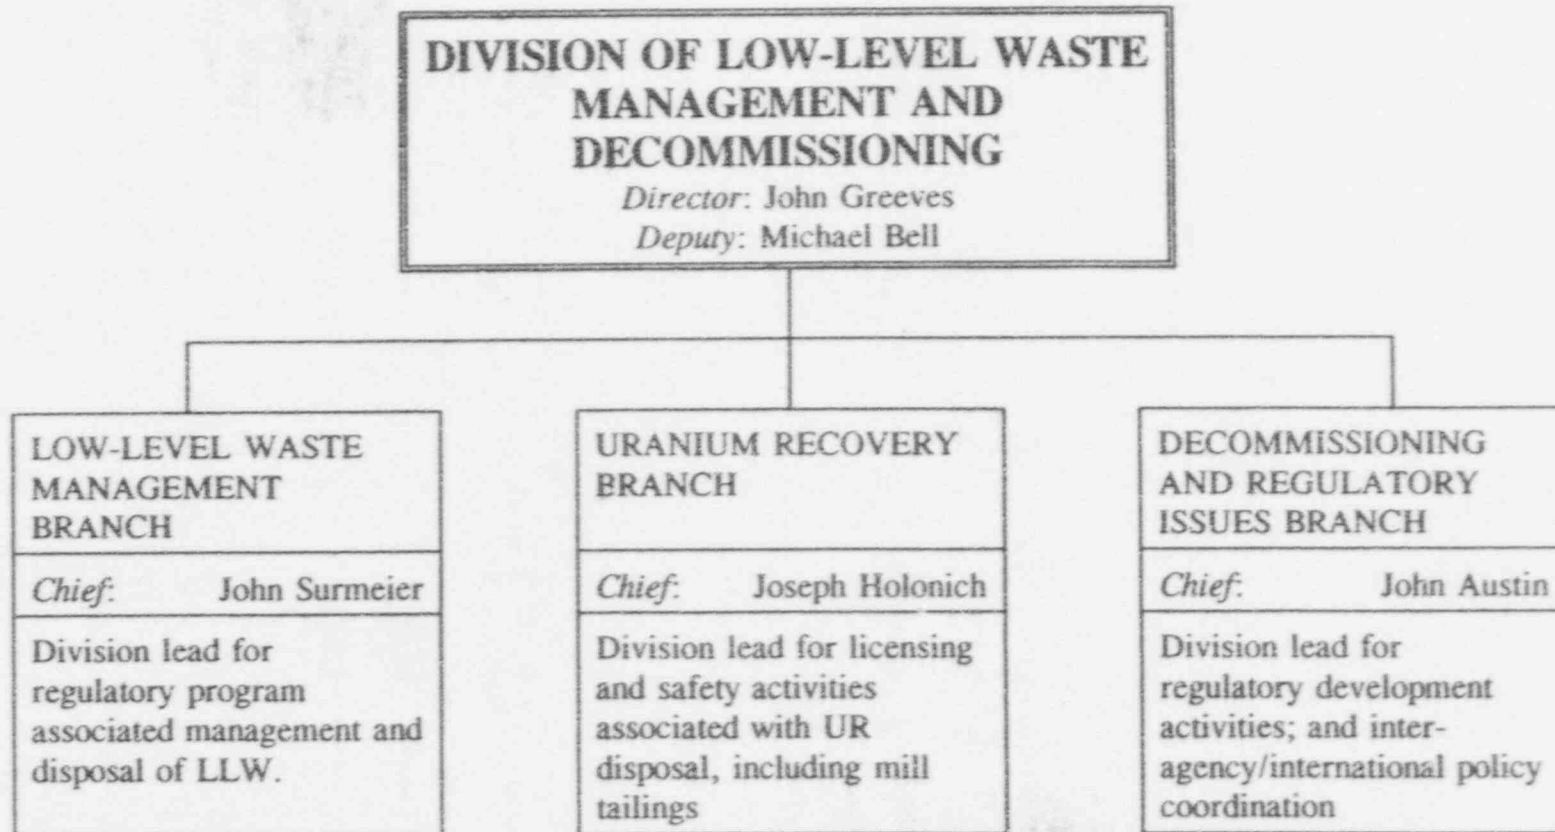 DIVISION OF LOW-LEVEL WASTE
MANAGEMENT AND
DECOMMISSIONING
Director: John Greeves
Deputy: Michael Bell
LOW-LEVEL WASTE
MANAGEMENT
BRANCH
Chief: John Surmeier
Division lead for
regulatory program
associated management and
disposal of LLW.
URANIUM RECOVERY
BRANCH
Chief: Joseph Holonich
Division lead for licensing
and safety activities
associated with UR
disposal, including mill
tailings
DECOMMISSIONING
AND REGULATORY
ISSUES BRANCH
Chief: John Austin
Division lead for
regulatory development
activities; and inter-
agency/international policy
coordination